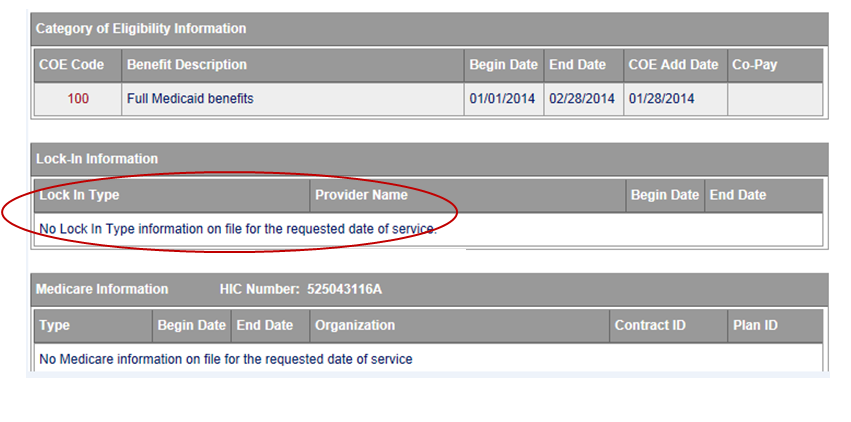 Category of Eligibility Information
COE Code Benefit Description Begin Date End Date COE Add Date Co-Pay
100 Full Medicaid benefits 01/01/2014 02/28/2014 01/28/2014
Lock-In Information
Lock In Type Provider Name Begin Date End Date
No Lock In Type information on file for the requested date of service.
Medicare Information HIC Number: 525043116A
Type Begin Date End Date Organization Contract ID Plan ID
No Medicare information on file for the requested date of service